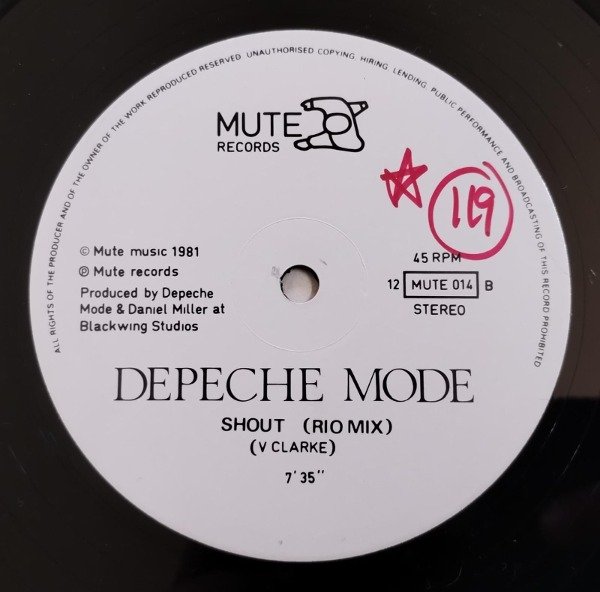 ALL RIGHTS OF THE PRODUCER AND OF THE OWNER OF THE WORK REPRODUCED RESERVED. UNAUTHORISED COPYING, HIRING, LENDING, PUBLIC PERFORMANCE AND BROADCASTING OF THIS RECORD PROHIBITED
MUTE
RECORDS
119
© Mute music 1981
℗ Mute records
Produced by Depeche
Mode & Daniel Miller at
Blackwing Studios
45 RPM
12 MUTE 014 B
STEREO
DEPECHE MODE
SHOUT (RIO MIX)
(V CLARKE)
7'35"